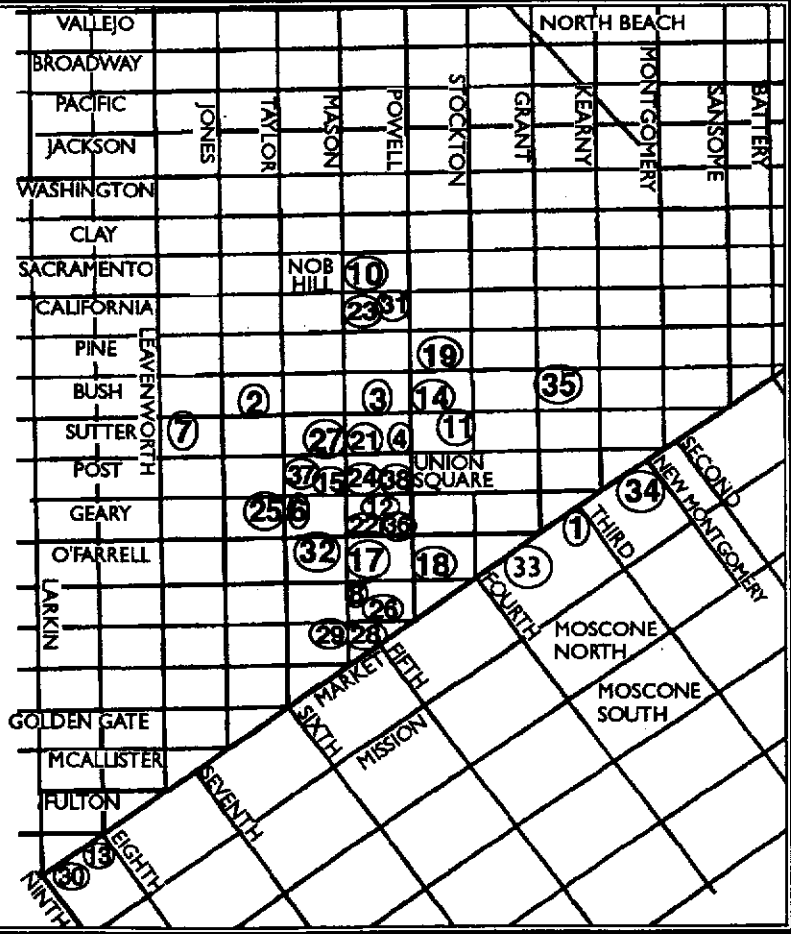 VALLEJO
NORTH BEACH
BROADWAY
PACIFIC
JONES
TAYLOR
MASON
POWELL
STOCKTON
GRANT
KEARNY
MONTGOMERY
SANSOME
BATTERY
JACKSON
WASHINGTON
CLAY
SACRAMENTO
NOB
HILL
10
CALIFORNIA
23
31
PINE
LEAVENWORTH
19
BUSH
2
3
14
35
SUTTER
7
27
21
4
11
POST
37
15
24
38
UNION
SQUARE
GEARY
25
6
12
22
36
34
SECOND
NEW MONTGOMERY
1
THIRD
O'FARRELL
32
17
18
33
FOURTH
LARKIN
8
26
29
28
MOSCONE
NORTH
MARKET
FIFTH
MOSCONE
SOUTH
GOLDEN GATE
SIXTH
MISSION
MCALLISTER
SEVENTH
FULTON
EIGHTH
13
30
NINTH